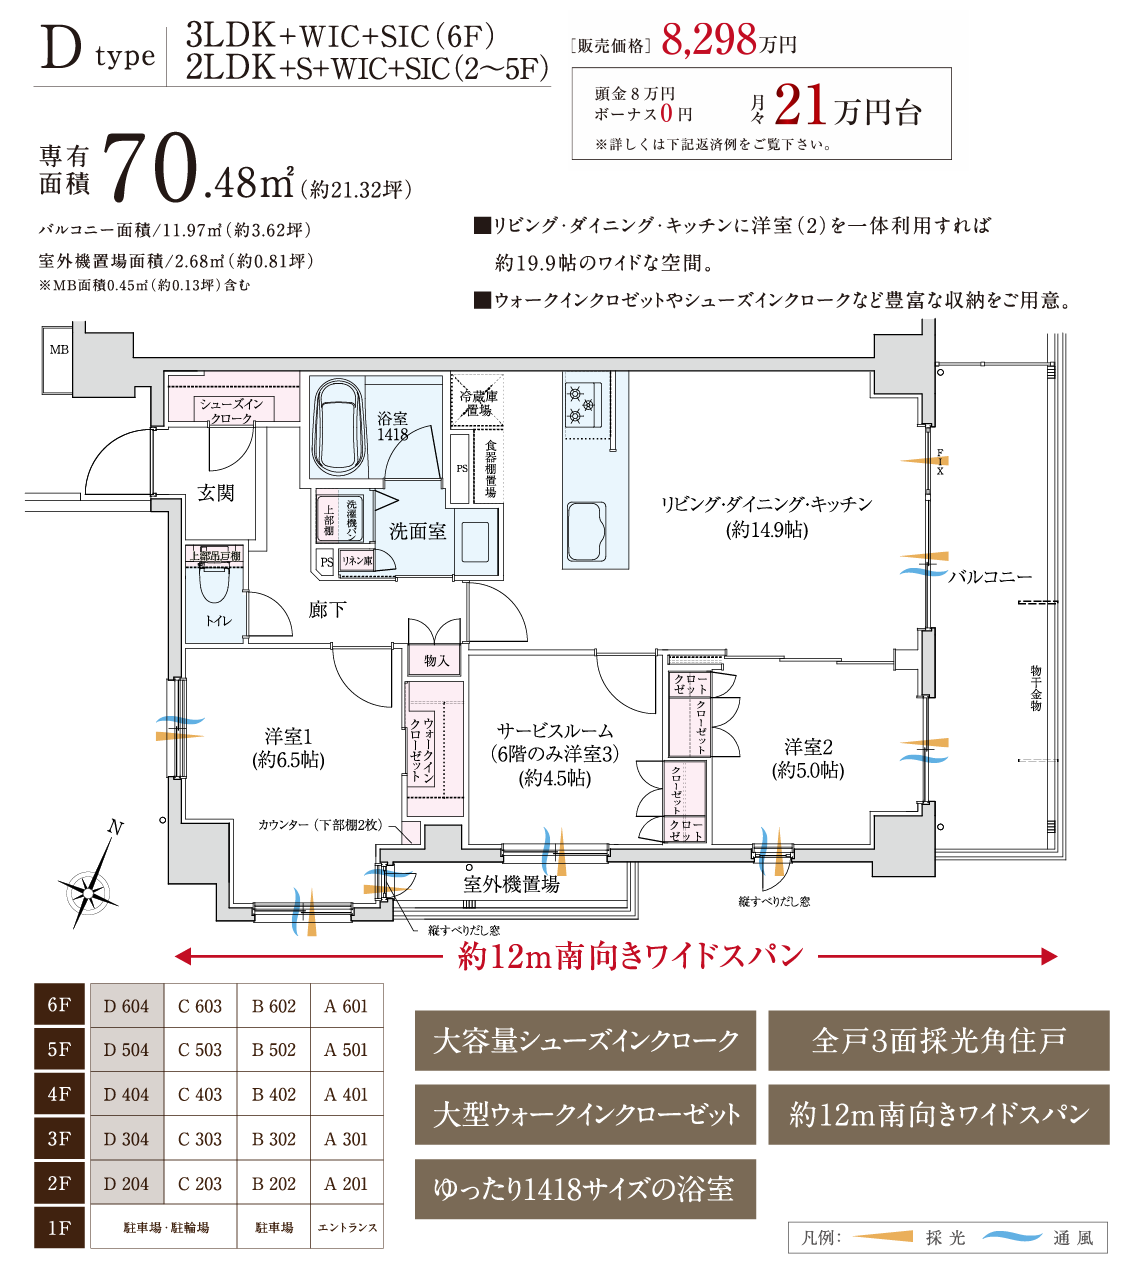 D type
3LDK+WIC+SIC(6F)
2LDK+S+WIC+SIC(2〜5F)
[販売価格] 8,298万円
頭金8万円
ボーナス0円
月々21万円台
※詳しくは下記返済例をご覧下さい。
専有面積 70.48㎡(約21.32坪)
バルコニー面積/11.97㎡(約3.62坪)
室外機置場面積/2.68㎡(約0.81坪)
※MB面積0.45㎡(約0.13坪)含む
■リビング・ダイニング・キッチンに洋室(2)を一体利用すれば
約19.9帖のワイドな空間。
■ウォークインクロゼットやシューズインクロークなど豊富な収納をご用意。
MB
シューズイン
クローク
浴室
1418
冷蔵庫
置場
PS
食器棚置場
玄関
上部棚
洗濯機パン
洗面室
リビング・ダイニング・キッチン
(約14.9帖)
FIX
上部吊戸棚
PS
リネン庫
トイレ
廊下
バルコニー
物入
物干金物
クロー
ゼット
クローゼット
洋室1
(約6.5帖)
ウォークイン
クローゼット
サービスルーム
(6階のみ洋室3)
(約4.5帖)
洋室2
(約5.0帖)
クローゼット
クロー
ゼット
カウンター(下部棚2枚)
N
室外機置場
縦すべりだし窓
縦すべりだし窓
約12m南向きワイドスパン
6F D 604 C 603 B 602 A 601
5F D 504 C 503 B 502 A 501
4F D 404 C 403 B 402 A 401
3F D 304 C 303 B 302 A 301
2F D 204 C 203 B 202 A 201
1F 駐車場・駐輪場 駐車場 エントランス
大容量シューズインクローク
全戸3面採光角住戸
大型ウォークインクローゼット
約12m南向きワイドスパン
ゆったり1418サイズの浴室
凡例: 採光 通風